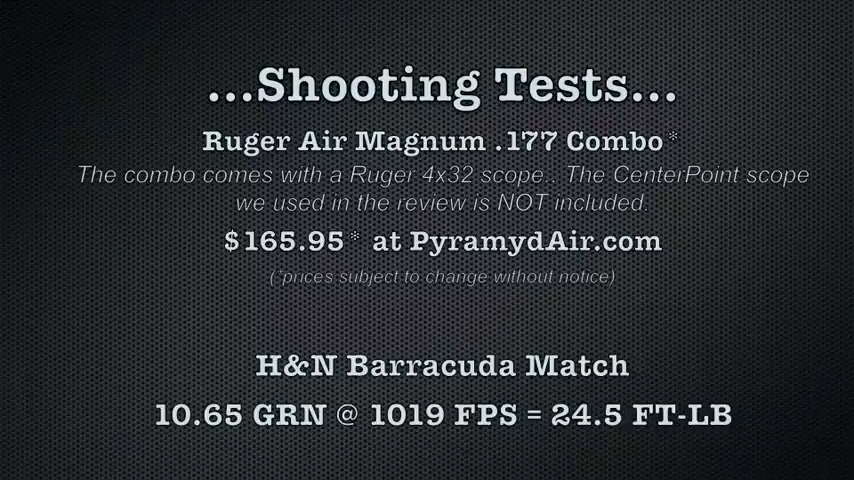 ...Shooting Tests...
Ruger Air Magnum .177 Combo*
The combo comes with a Ruger 4x32 scope.. The CenterPoint scope
we used in the review is NOT included.
$165.95* at PyramydAir.com
(*prices subject to change without notice)
H&N Barracuda Match
10.65 GRN @ 1019 FPS = 24.5 FT-LB